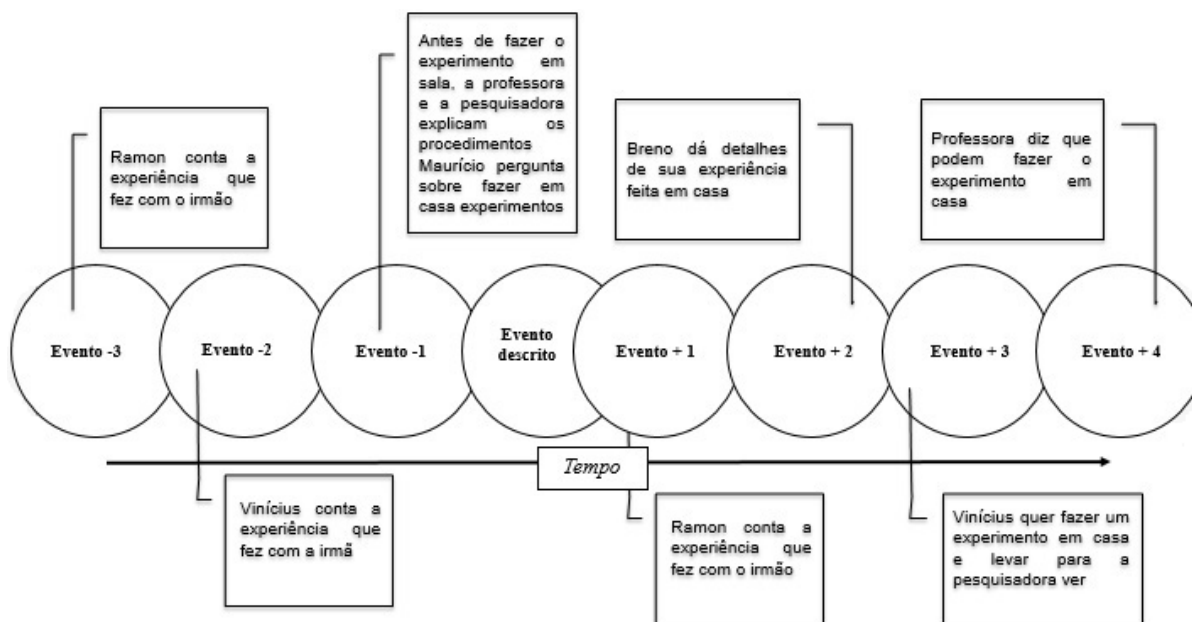 Antes de fazer o
experimento em
sala, a professora
e a pesquisadora
explicam os
procedimentos
Maurício pergunta
sobre fazer em
casa experimentos
Ramon conta a
experiência que
fez com o irmão
Breno dá detalhes
de sua experiência
feita em casa
Professora diz que
podem fazer o
experimento em
casa
Evento -3
Evento -2
Evento -1
Evento
descrito
Evento + 1
Evento + 2
Evento + 3
Evento + 4
Tempo
Vinícius conta a
experiência que
fez com a irmã
Ramon conta a
experiência que
fez com o irmão
Vinícius quer fazer um
experimento em casa
e levar para a
pesquisadora ver